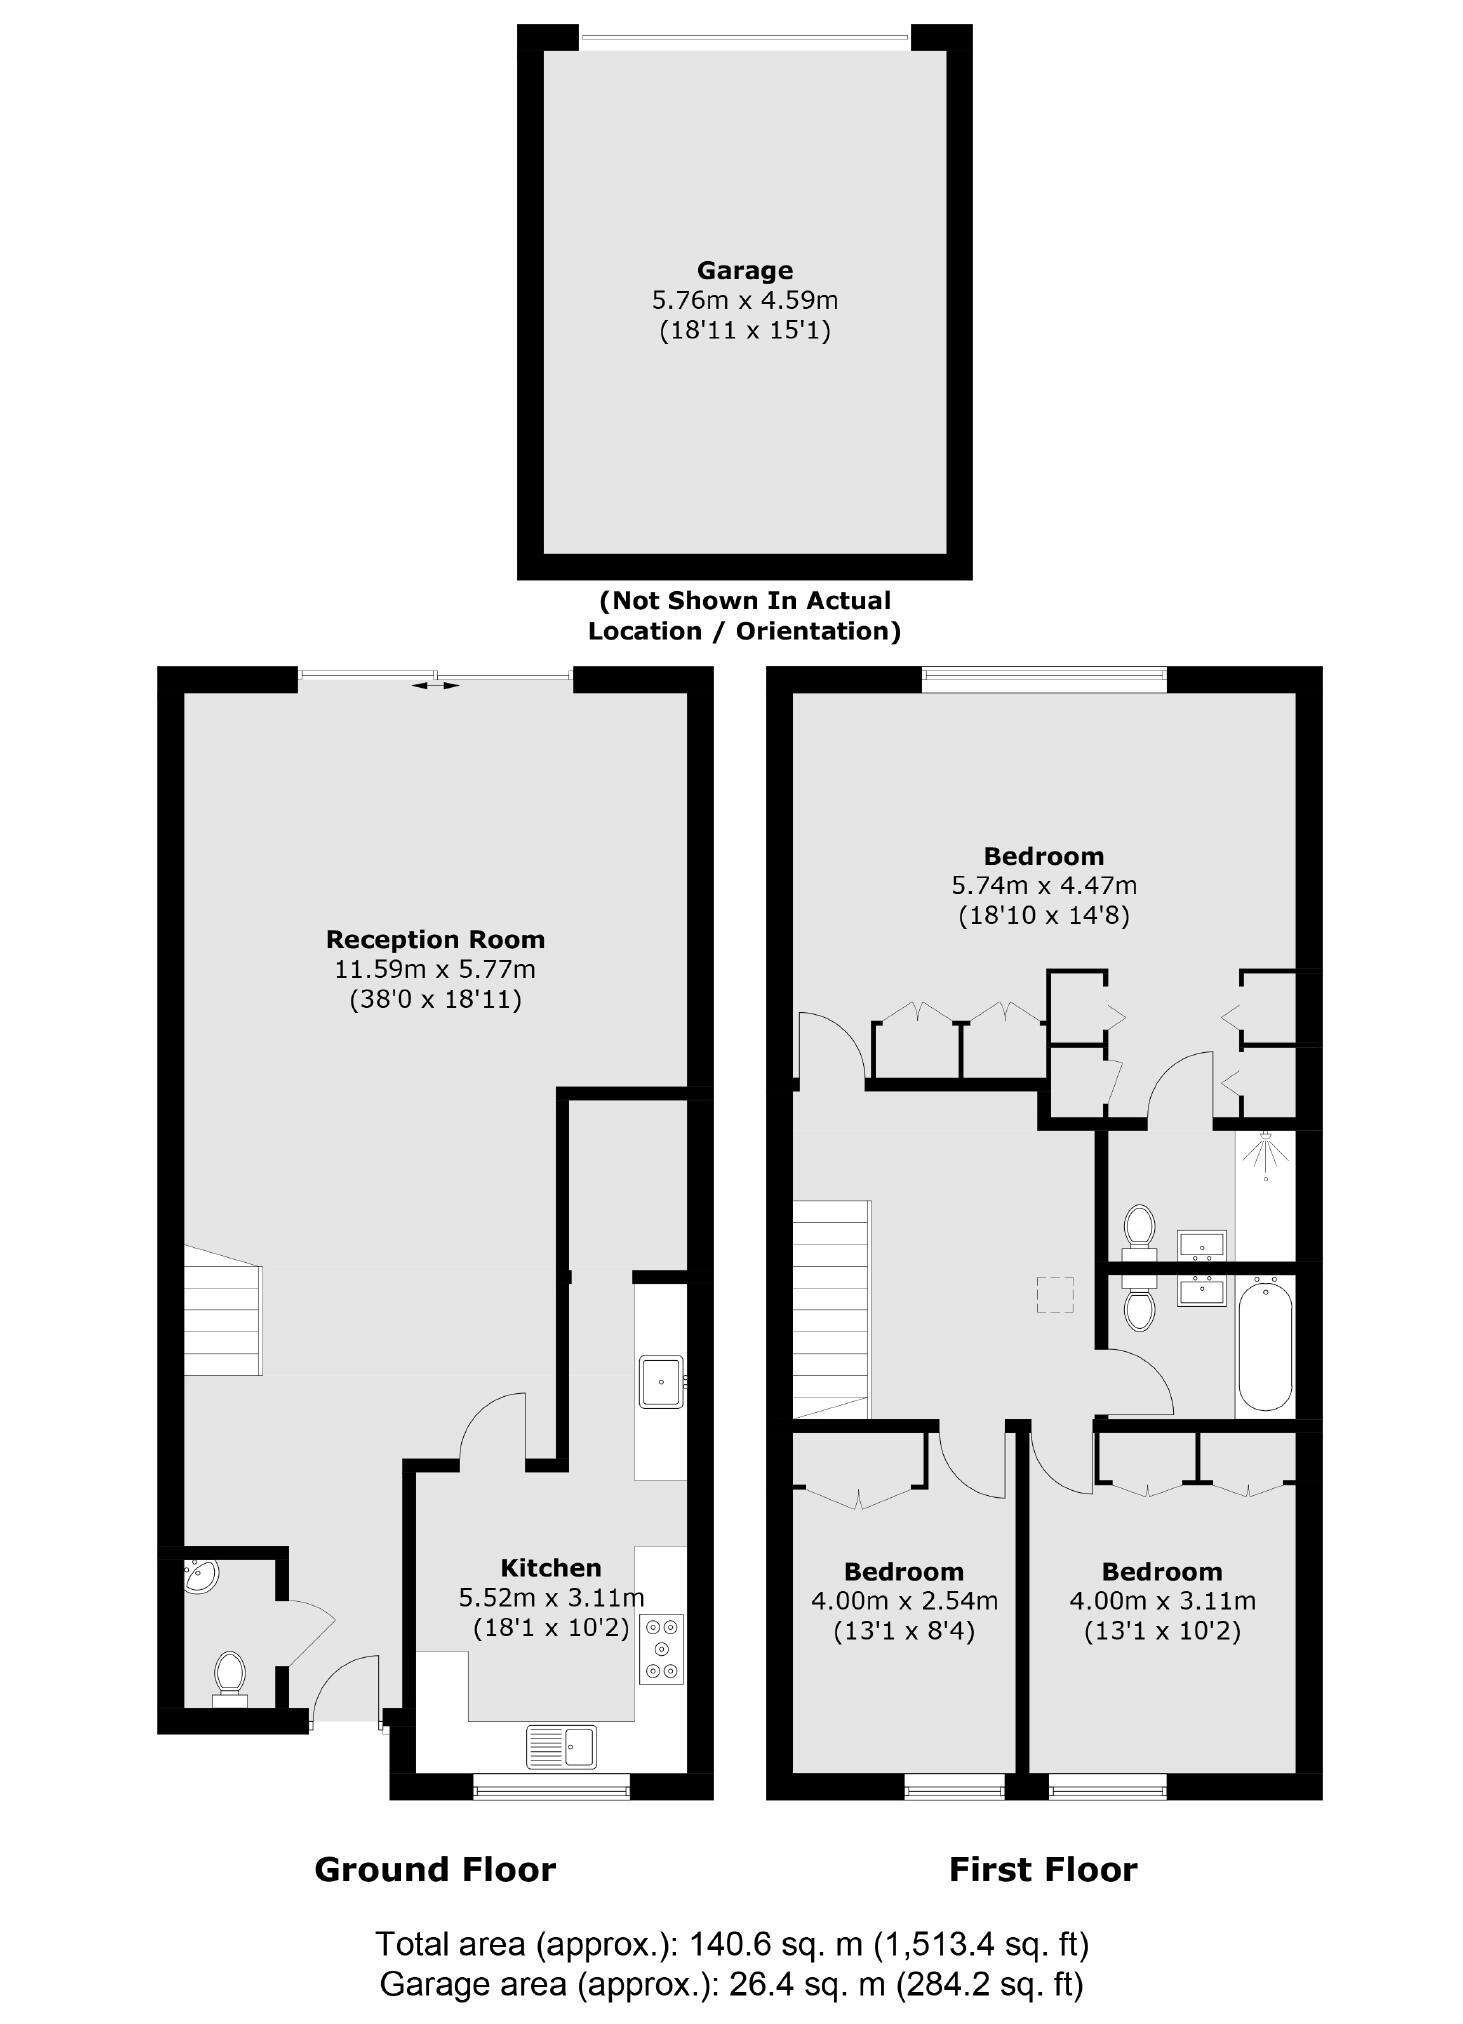 Garage
5.76m x 4.59m
(18'11 x 15'1)
(Not Shown In Actual
Location / Orientation)
Reception Room
11.59m x 5.77m
(38'0 x 18'11)
Bedroom
5.74m x 4.47m
(18'10 x 14'8)
Kitchen
5.52m x 3.11m
(18'1 x 10'2)
Bedroom
4.00m x 2.54m
(13'1 x 8'4)
Bedroom
4.00m x 3.11m
(13'1 x 10'2)
Ground Floor
First Floor
Total area (approx.): 140.6 sq. m (1,513.4 sq. ft)
Garage area (approx.): 26.4 sq. m (284.2 sq. ft)